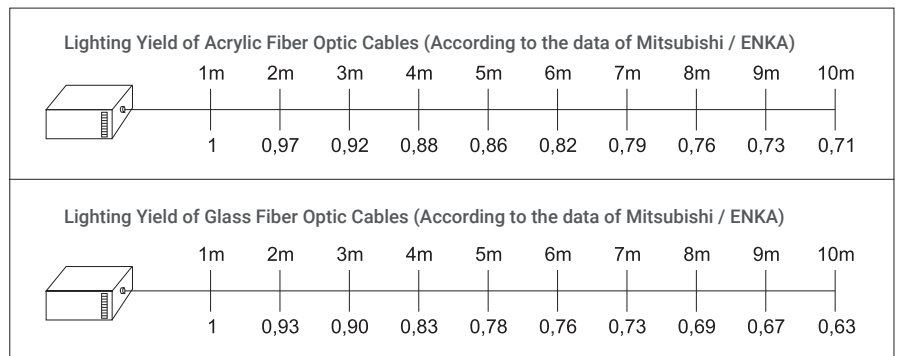 Lighting Yield of Acrylic Fiber Optic Cables (According to the data of Mitsubishi / ENKA)
1m 2m 3m 4m 5m 6m 7m 8m 9m 10m
1 0,97 0,92 0,88 0,86 0,82 0,79 0,76 0,73 0,71
Lighting Yield of Glass Fiber Optic Cables (According to the data of Mitsubishi / ENKA)
1m 2m 3m 4m 5m 6m 7m 8m 9m 10m
1 0,93 0,90 0,83 0,78 0,76 0,73 0,69 0,67 0,63